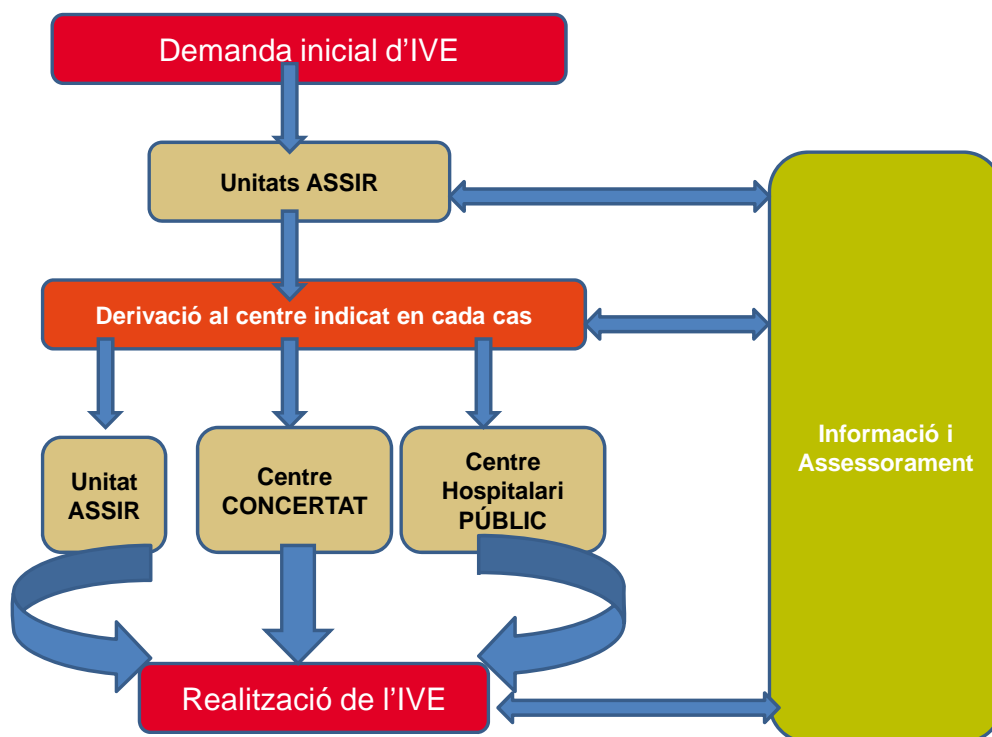 Demanda inicial d’IVE
Unitats ASSIR
Derivació al centre indicat en cada cas
Unitat
ASSIR
Centre
CONCERTAT
Centre
Hospitalari
PÚBLIC
Informació i
Assessorament
Realització de l’IVE